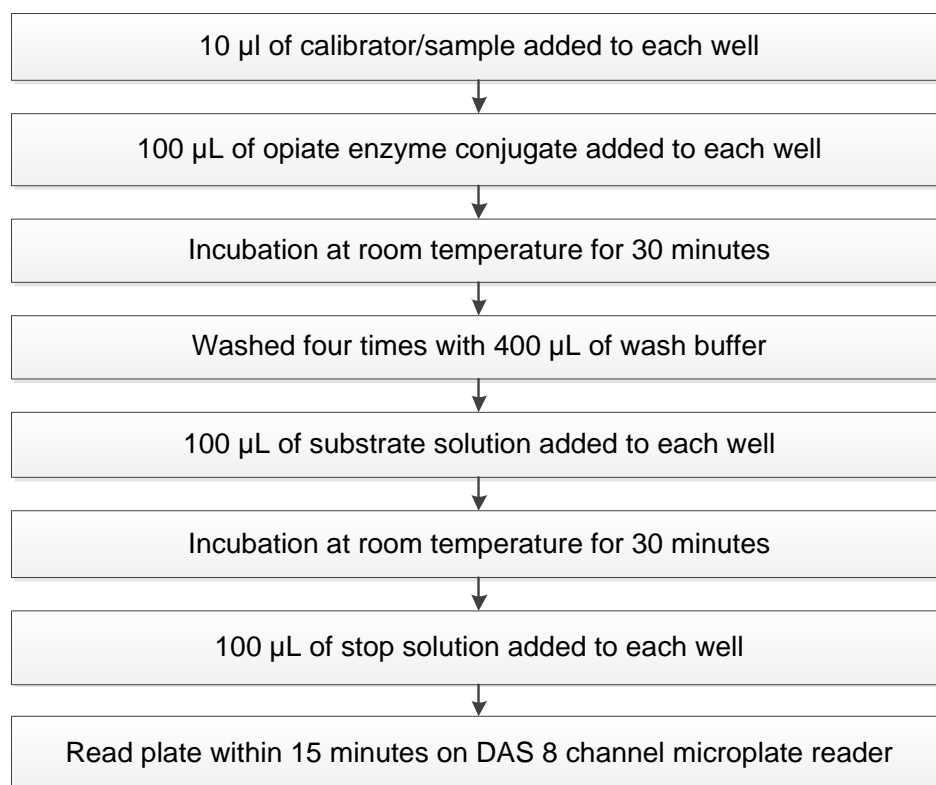 10 µl of calibrator/sample added to each well
100 µL of opiate enzyme conjugate added to each well
Incubation at room temperature for 30 minutes
Washed four times with 400 µL of wash buffer
100 µL of substrate solution added to each well
Incubation at room temperature for 30 minutes
100 µL of stop solution added to each well
Read plate within 15 minutes on DAS 8 channel microplate reader